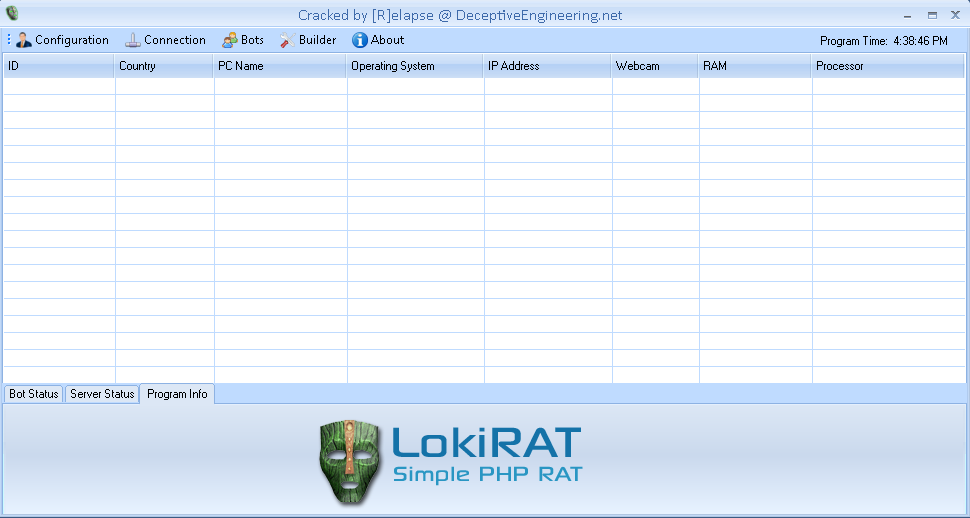 Cracked by [R]elapse @ DeceptiveEngineering.net
Configuration Connection Bots Builder About Program Time: 4:38:46 PM
ID Country PC Name Operating System IP Address Webcam RAM Processor
Bot Status Server Status Program Info
LokiRAT
Simple PHP RAT